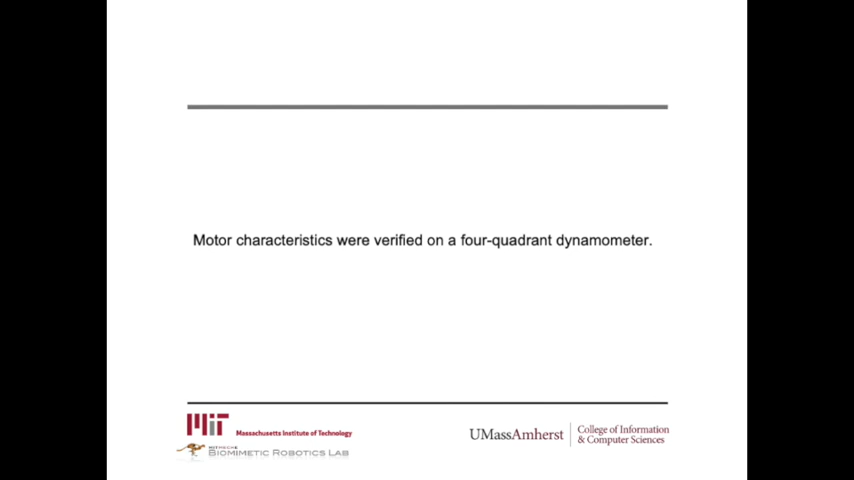 Motor characteristics were verified on a four-quadrant dynamometer.
MIT
Massachusetts Institute of Technology
BIOMIMETIC ROBOTICS LAB
UMassAmherst
College of Information
& Computer Sciences